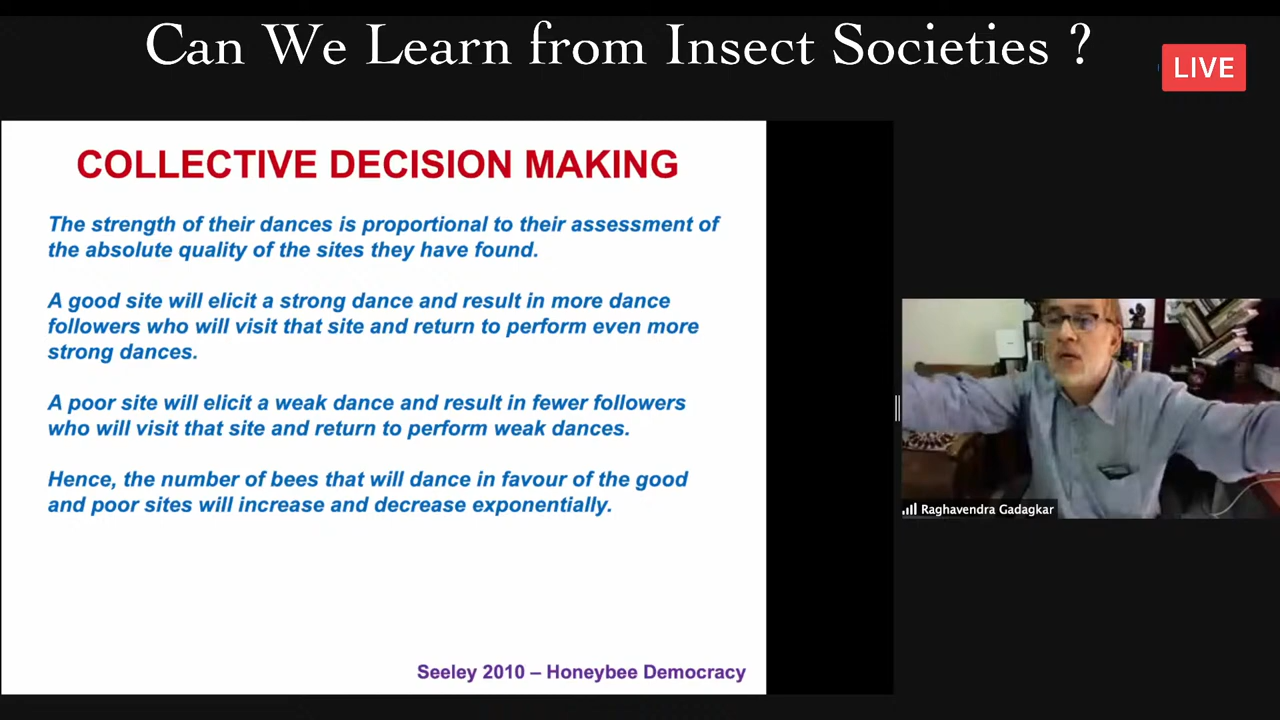 Can We Learn from Insect Societies ?
LIVE
COLLECTIVE DECISION MAKING
The strength of their dances is proportional to their assessment of
the absolute quality of the sites they have found.
A good site will elicit a strong dance and result in more dance
followers who will visit that site and return to perform even more
strong dances.
A poor site will elicit a weak dance and result in fewer followers
who will visit that site and return to perform weak dances.
Hence, the number of bees that will dance in favour of the good
and poor sites will increase and decrease exponentially.
Seeley 2010 – Honeybee Democracy
Raghavendra Gadagkar